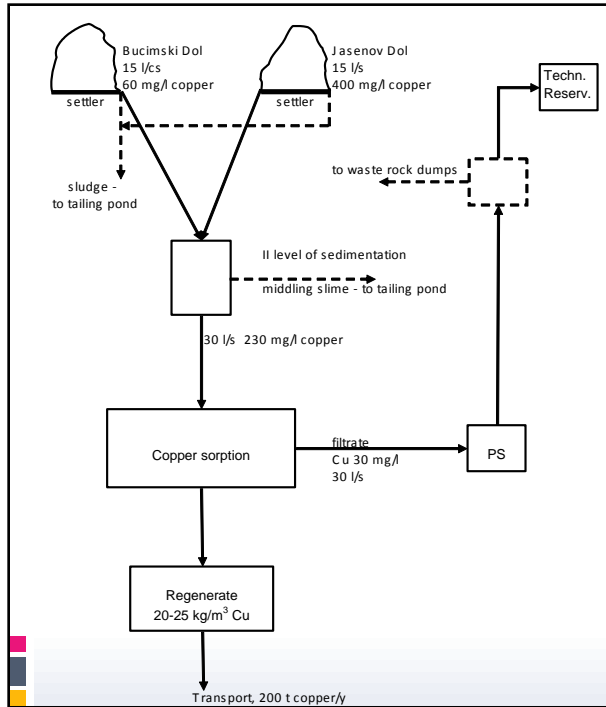 Bucimski Dol
15 l/cs
60 mg/l copper
settler
Jasenov Dol
15 l/s
400 mg/l copper
settler
Techn.
Reserv.
to waste rock dumps
sludge -
to tailing pond
II level of sedimentation
middling slime - to tailing pond
30 l/s 230 mg/l copper
Copper sorption
filtrate
Cu 30 mg/l
30 l/s
PS
Regenerate
20-25 kg/m³ Cu
Transport, 200 t copper/y